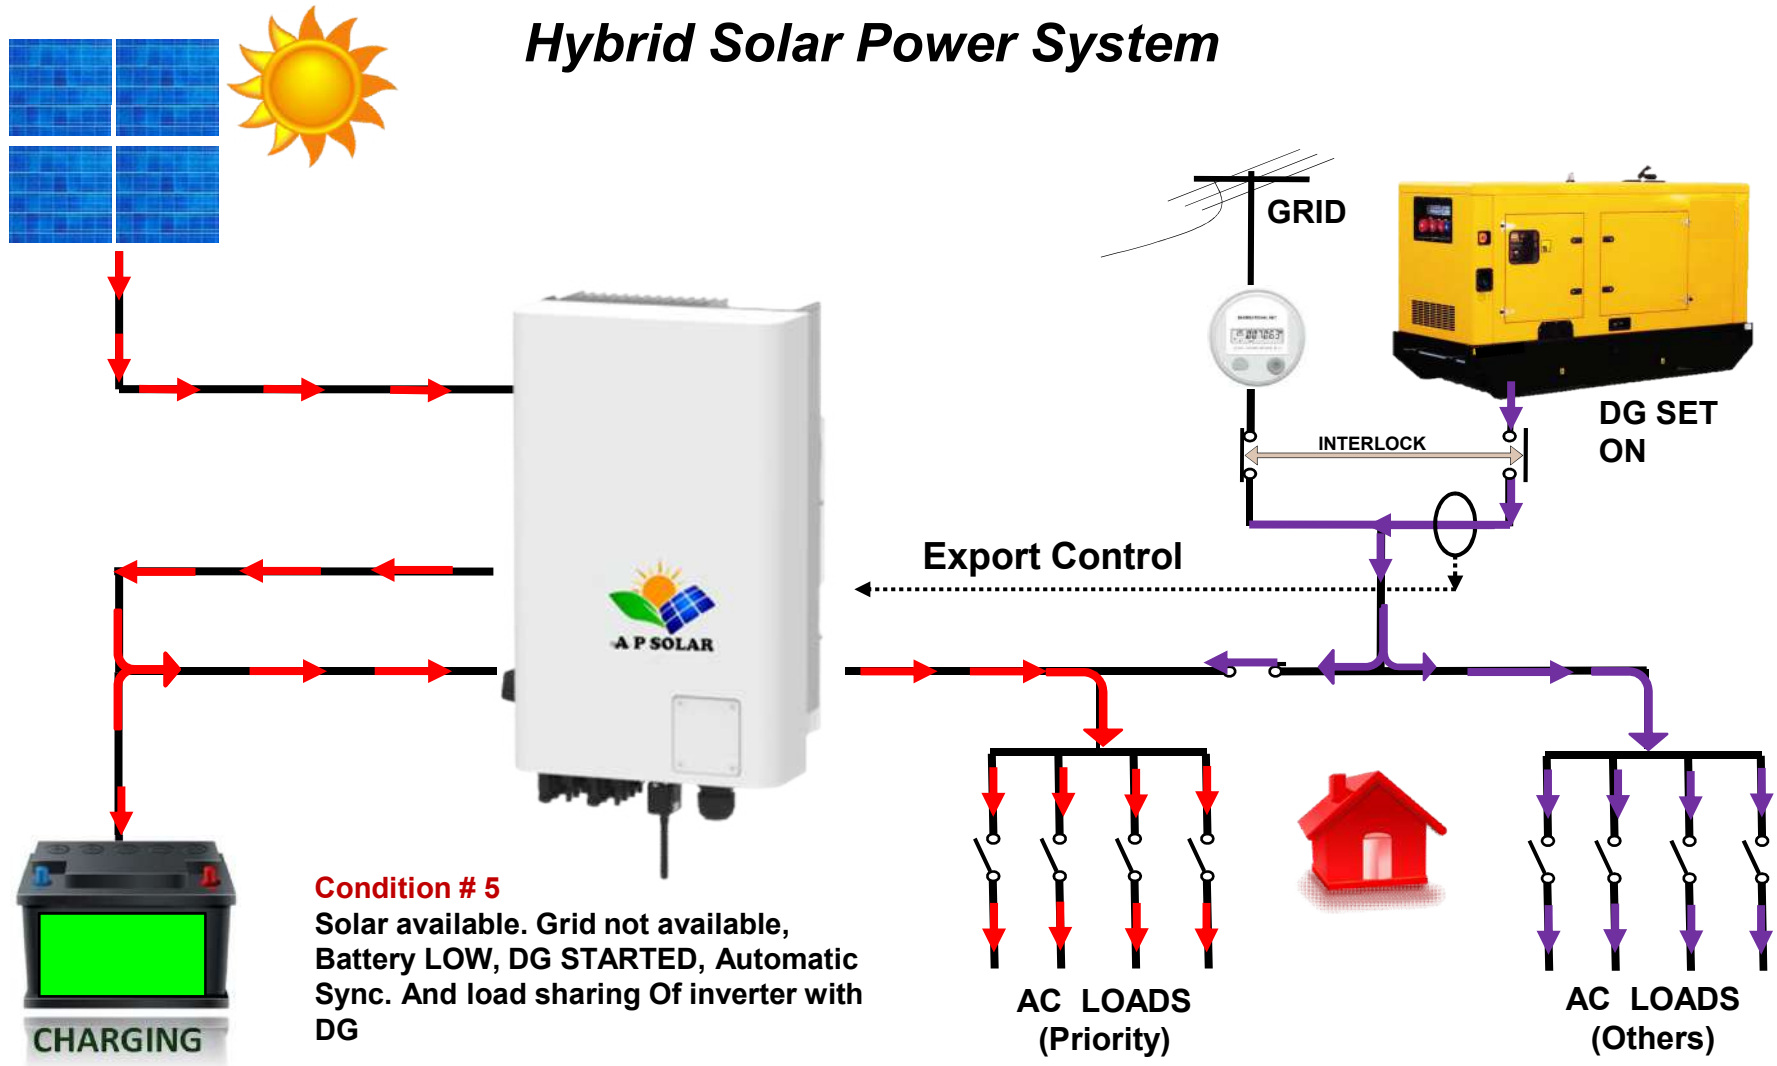 Hybrid Solar Power System
GRID
DG SET
ON
INTERLOCK
Export Control
A P SOLAR
Condition # 5
Solar available. Grid not available,
Battery LOW, DG STARTED, Automatic
Sync. And load sharing Of inverter with
DG
CHARGING
AC LOADS
(Priority)
AC LOADS
(Others)